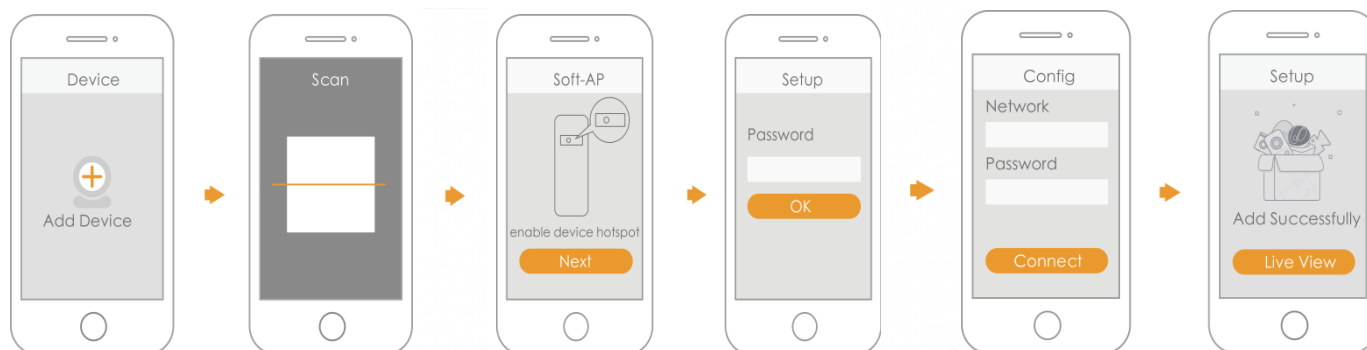 Device
Add Device
Scan
Soft-AP
enable device hotspot
Next
Setup
Password
OK
Config
Network
Password
Connect
Setup
Add Successfully
Live View